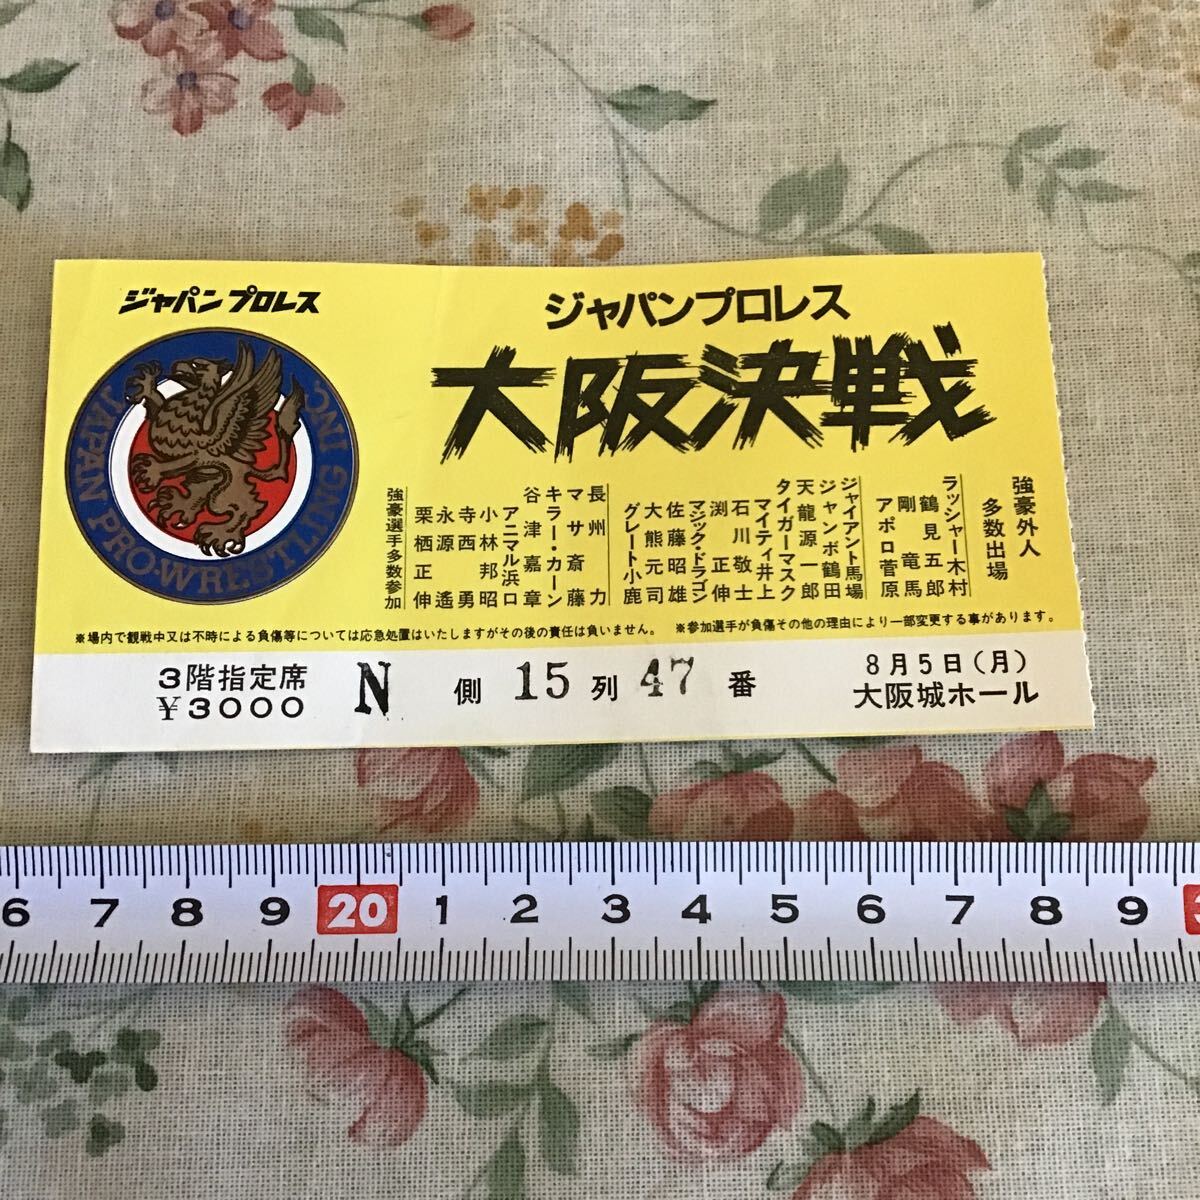 ジャパンプロレス
JAPAN PRO-WRESTLING INC.
ジャパンプロレス
大阪決戦
強豪外人
多数出場
ラッシャー木村
鶴見五郎
剛竜馬
アポロ菅原
ジャイアント馬場
ジャンボ鶴田
天龍源一郎
タイガーマスク
マイティ井上
石川敬士
渕正伸
マジック・ドラゴン
佐藤昭雄
大熊元司
グレート小鹿
長州力
マサ斎藤
キラー・カーン
谷津嘉章
アニマル浜口
小林邦昭
寺西勇
永源遙
栗栖正伸
強豪選手多数参加
※場内で観戦中又は不時による負傷等については応急処置はいたしますがその後の責任は負いません。 ※参加選手が負傷その他の理由により一部変更する事があります。
3階指定席
¥3000
N 側 15 列 47 番
8月5日(月)
大阪城ホール
6 7 8 9 20 1 2 3 4 5 6 7 8 9